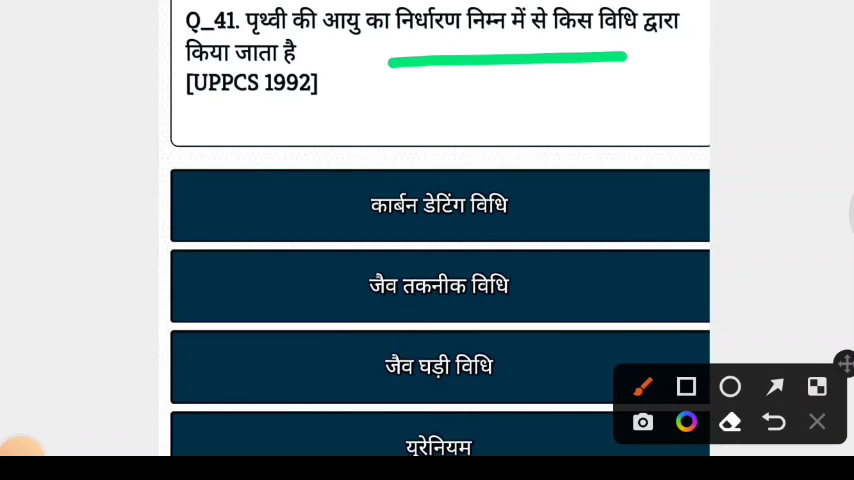 Q_41. पृथ्वी की आयु का निर्धारण निम्न में से किस विधि द्वारा
किया जाता है
[UPPCS 1992]
कार्बन डेटिंग विधि
जैव तकनीक विधि
जैव घड़ी विधि
यूरेनियम